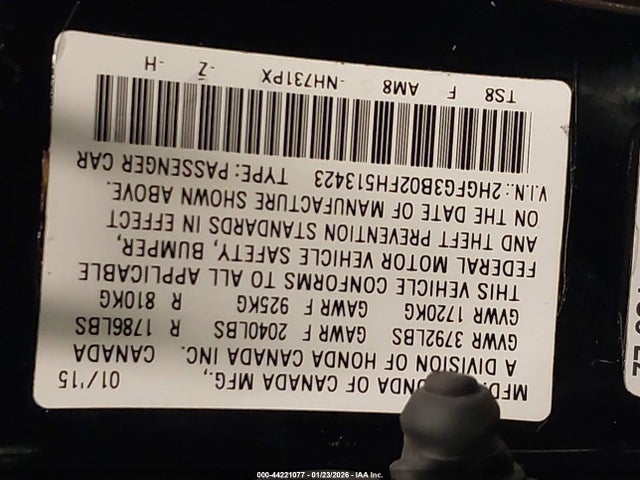 MFD. HONDA OF CANADA MFG., 01/'15
A DIVISION OF HONDA CANADA INC. CANADA
GVWR 3792LBS GAWR F 2040LBS R 1786LBS
GVWR 1720KG GAWR F 925KG R 810KG
THIS VEHICLE CONFORMS TO ALL APPLICABLE
FEDERAL MOTOR VEHICLE SAFETY, BUMPER,
AND THEFT PREVENTION STANDARDS IN EFFECT
ON THE DATE OF MANUFACTURE SHOWN ABOVE.
V.I.N.: 2HGFG3B02FH513423 TYPE: PASSENGER CAR
TS8 F AM8 -NH731PX -Z -H
000-44221077 - 01/23/2026 - IAA Inc.